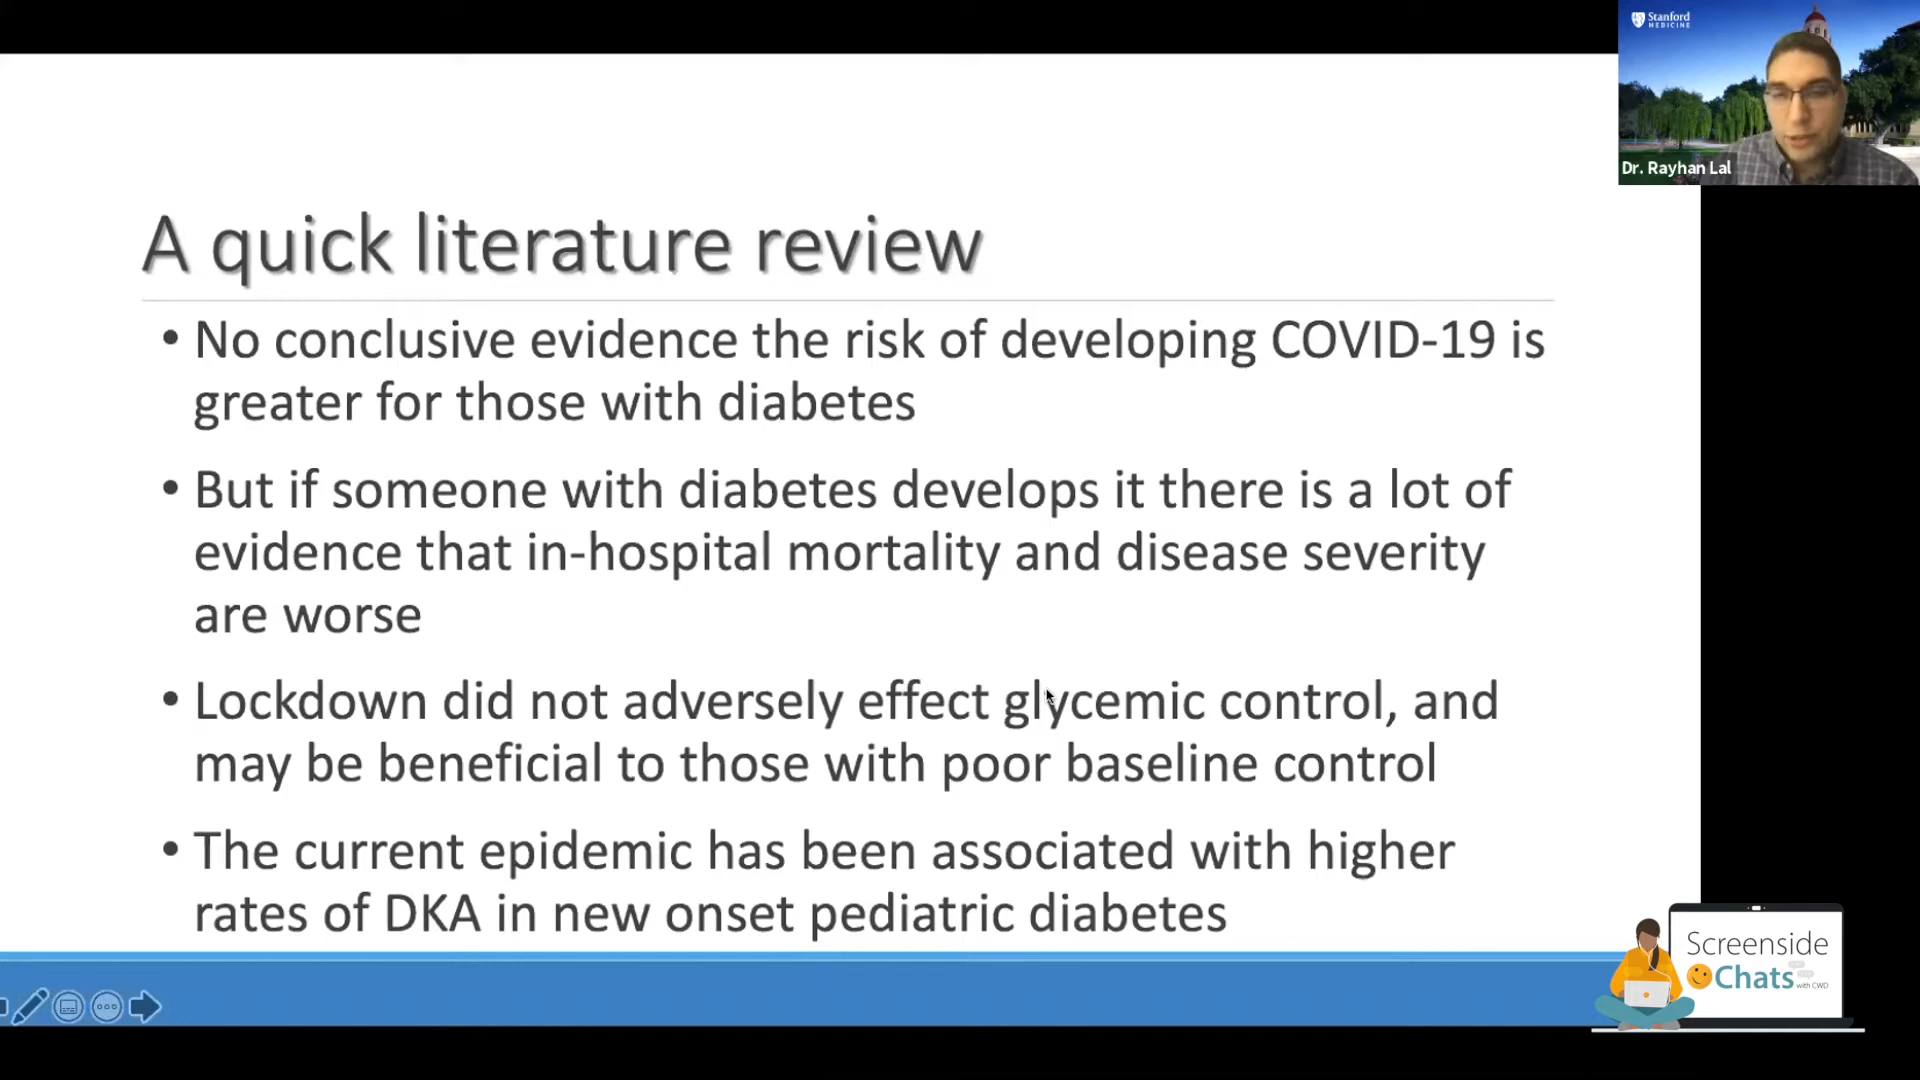 Stanford
MEDICINE
Dr. Rayhan Lal
A quick literature review
• No conclusive evidence the risk of developing COVID-19 is
greater for those with diabetes
• But if someone with diabetes develops it there is a lot of
evidence that in-hospital mortality and disease severity
are worse
• Lockdown did not adversely effect glycemic control, and
may be beneficial to those with poor baseline control
• The current epidemic has been associated with higher
rates of DKA in new onset pediatric diabetes
Screenside
Chats
with CWD